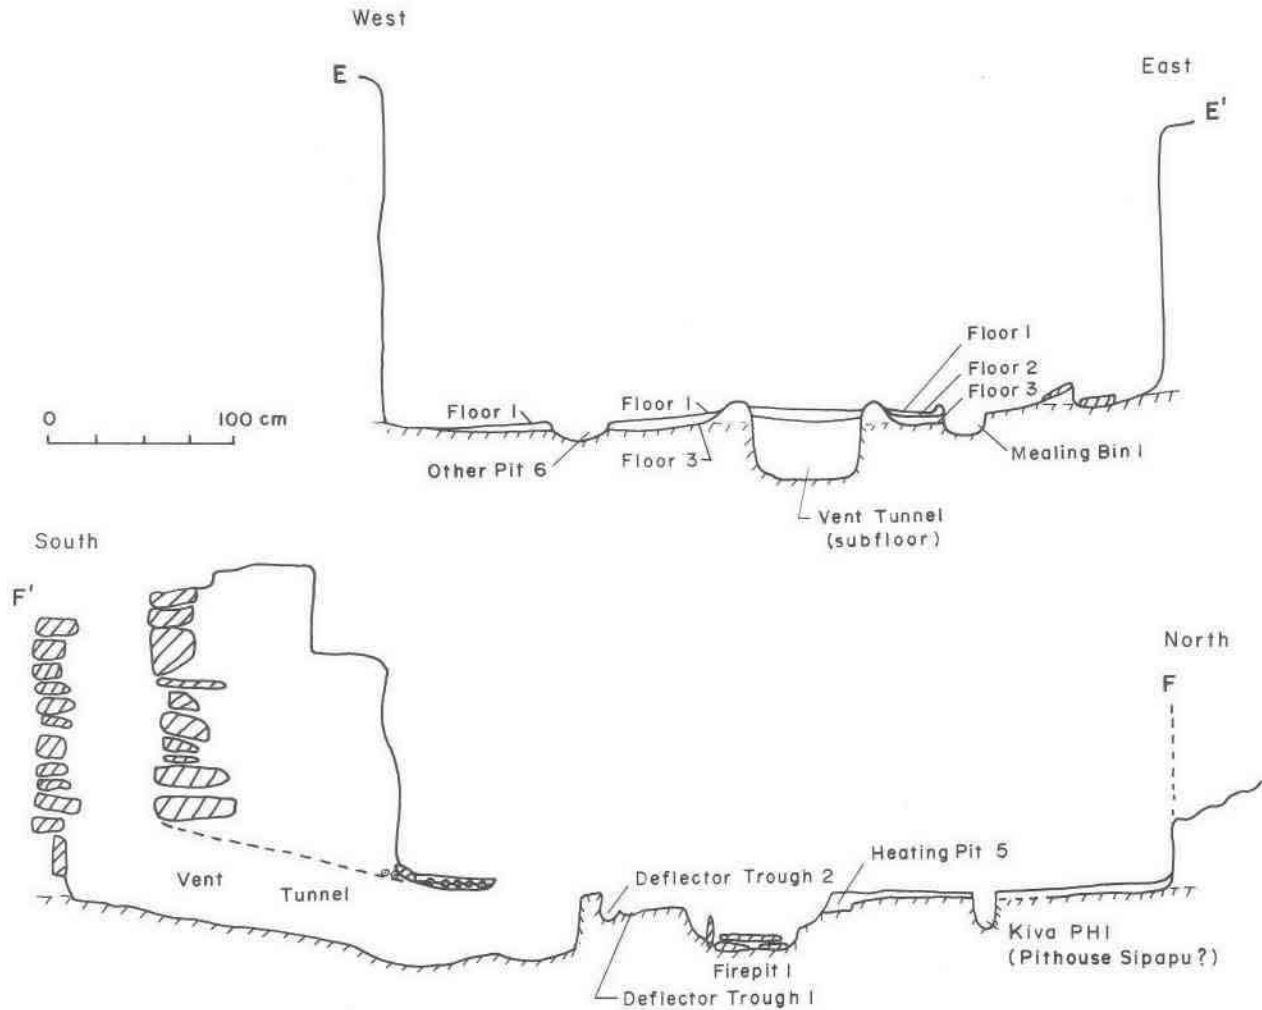 West
E
East
E'
Floor 1
Floor 2
Floor 3
Floor 1
Floor 1
0 100 cm
Other Pit 6
Floor 3
Mealing Bin 1
Vent Tunnel
(subfloor)
South
F'
North
F
Heating Pit 5
Deflector Trough 2
Vent
Tunnel
Kiva PH1
(Pithouse Sipapu?)
Firepit 1
Deflector Trough 1